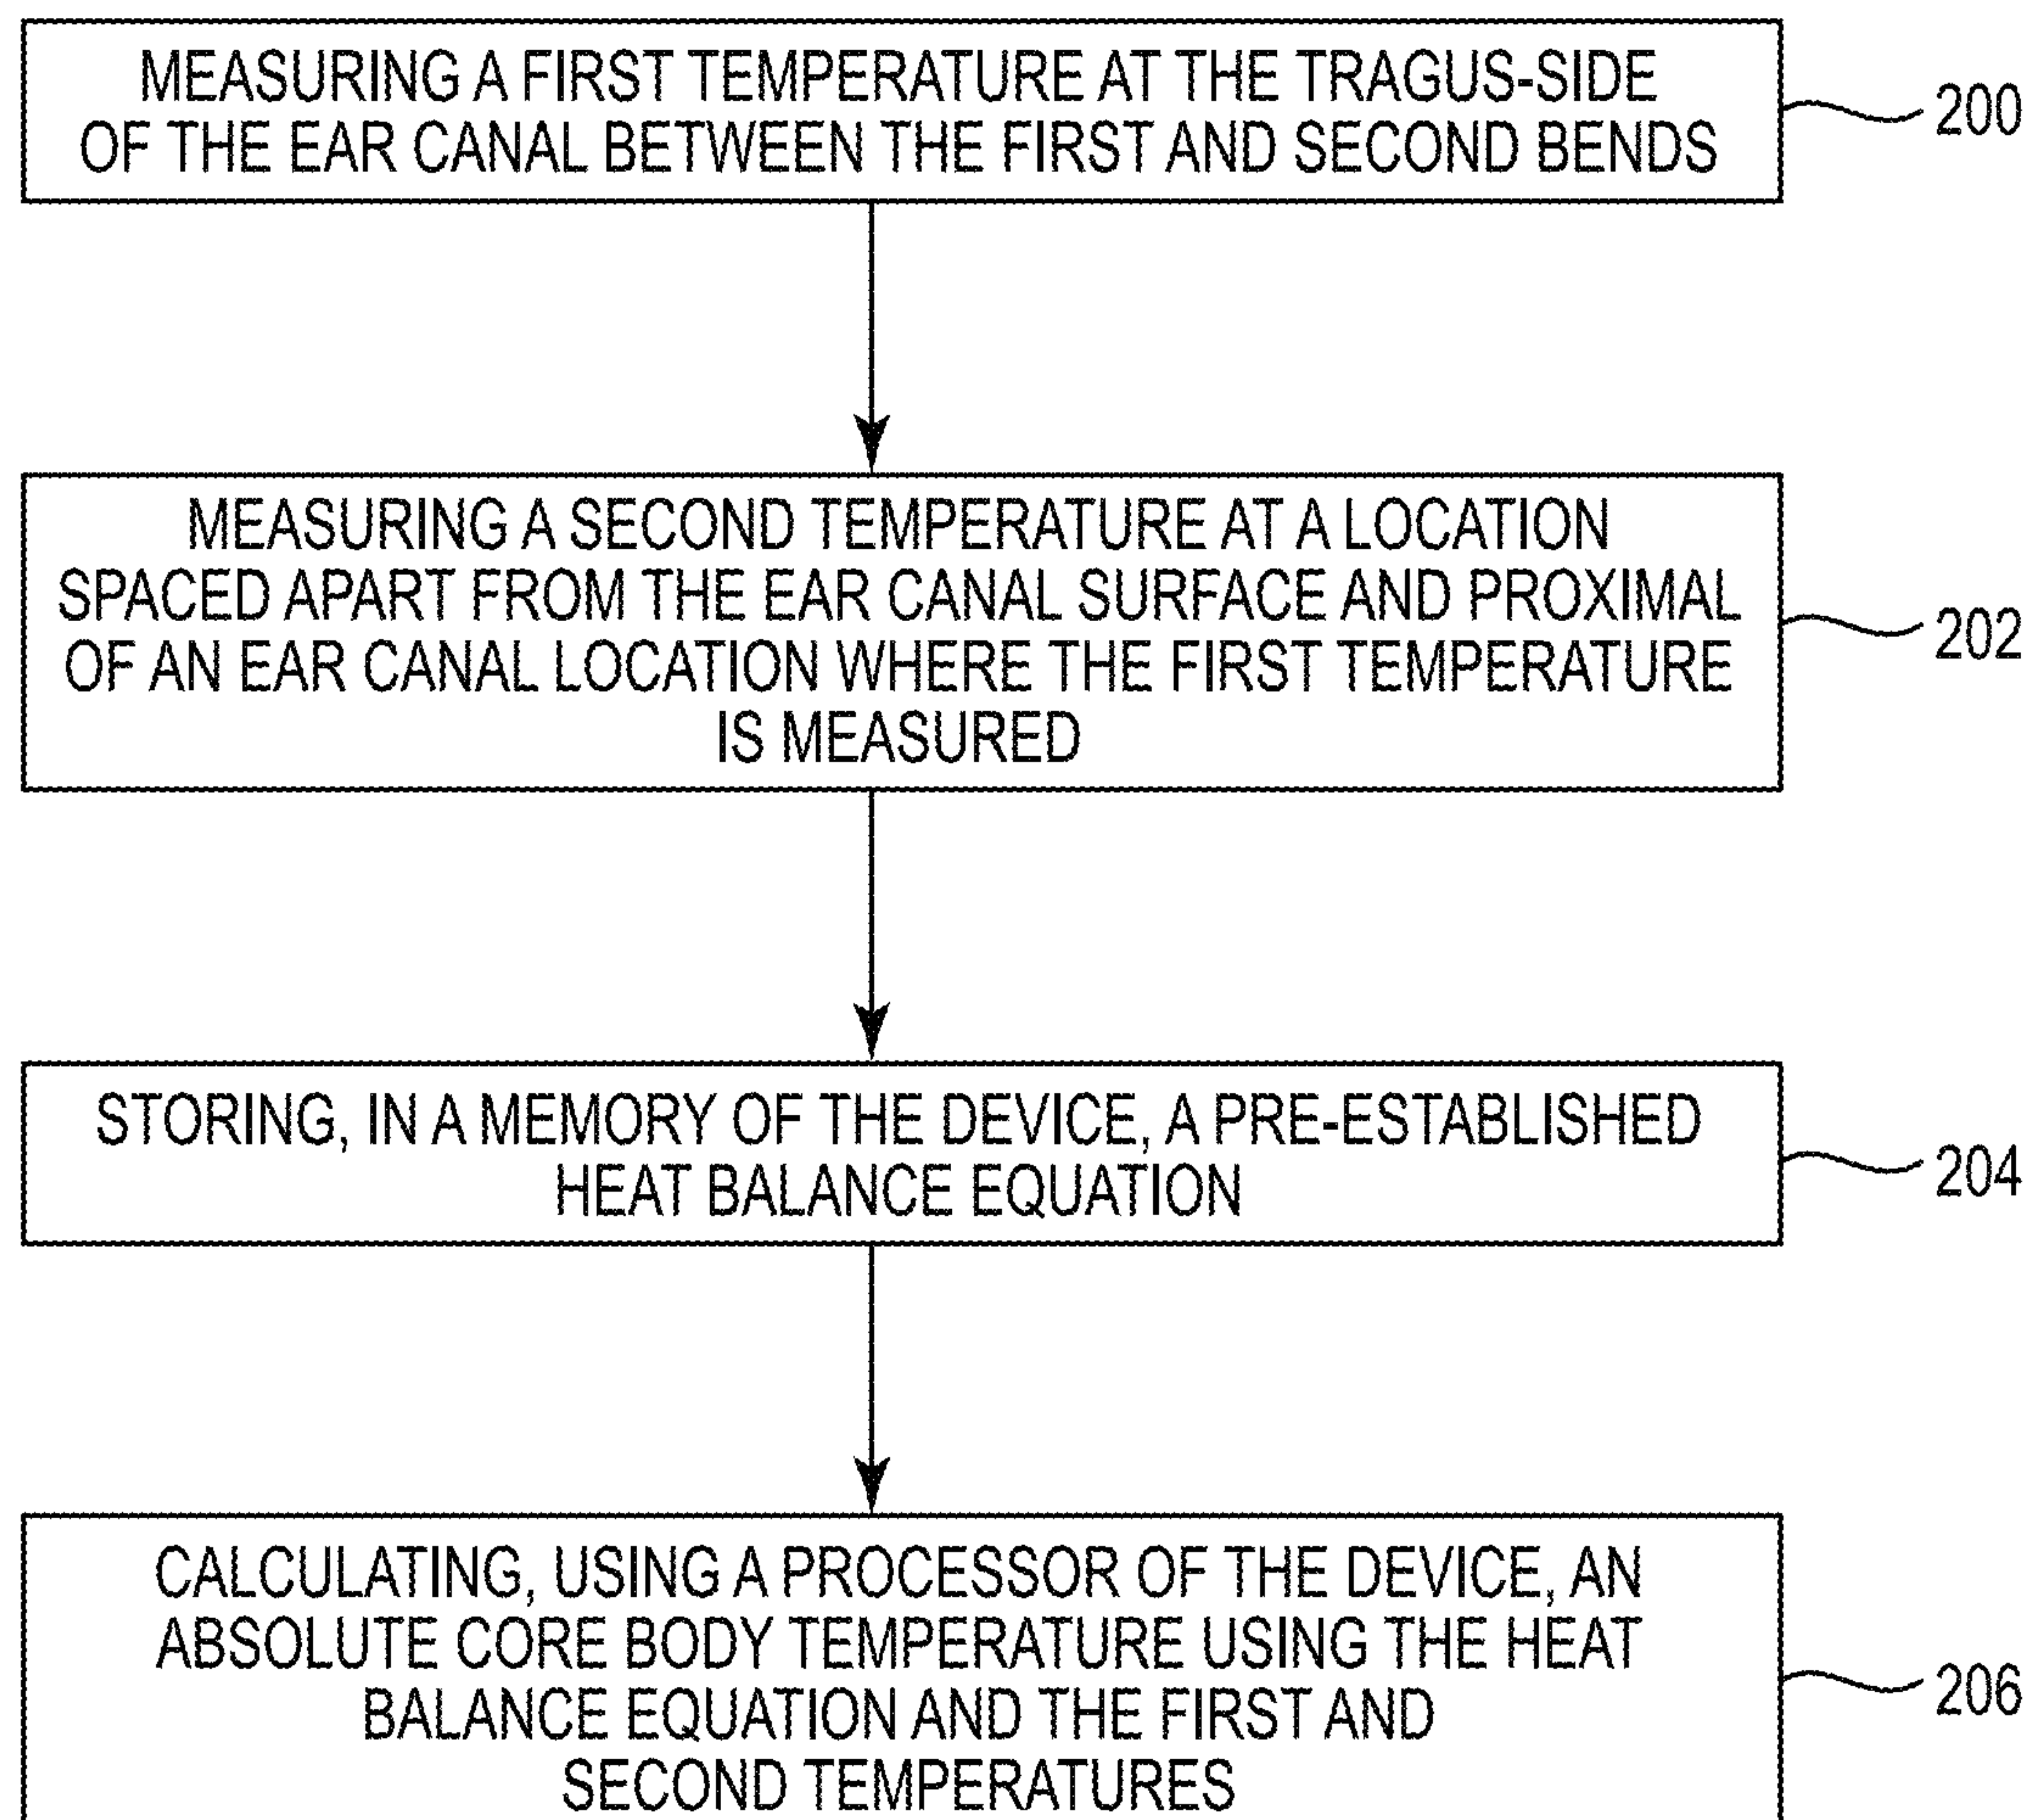 MEASURING A FIRST TEMPERATURE AT THE TRAGUS-SIDE
OF THE EAR CANAL BETWEEN THE FIRST AND SECOND BENDS
200
MEASURING A SECOND TEMPERATURE AT A LOCATION
SPACED APART FROM THE EAR CANAL SURFACE AND PROXIMAL
OF AN EAR CANAL LOCATION WHERE THE FIRST TEMPERATURE
IS MEASURED
202
STORING, IN A MEMORY OF THE DEVICE, A PRE-ESTABLISHED
HEAT BALANCE EQUATION
204
CALCULATING, USING A PROCESSOR OF THE DEVICE, AN
ABSOLUTE CORE BODY TEMPERATURE USING THE HEAT
BALANCE EQUATION AND THE FIRST AND
SECOND TEMPERATURES
206